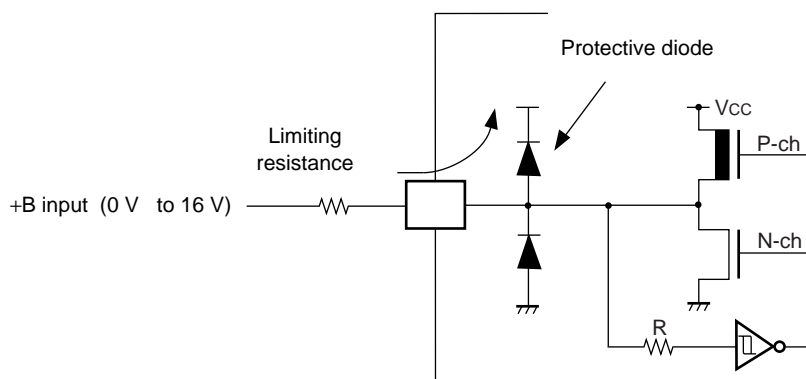 Protective diode
Limiting
resistance
VCC
P-ch
+B input (0 V to 16 V)
N-ch
R